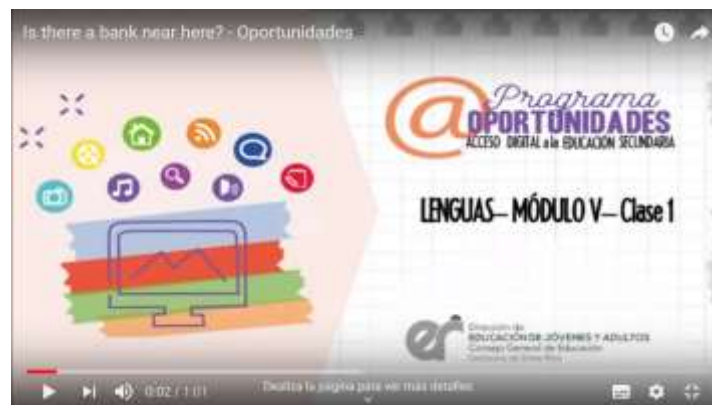 Is there a bank near here? - Oportunidades
Programa
OPORTUNIDADES
ACCESO DIGITAL a la EDUCACIÓN SECUNDARIA
LENGUAS– MÓDULO V– Clase 1
er
Dirección de
EDUCACIÓN DE JÓVENES Y ADULTOS
Consejo General de Educación
0:02 / 1:01
Desliza la página para ver más detalles